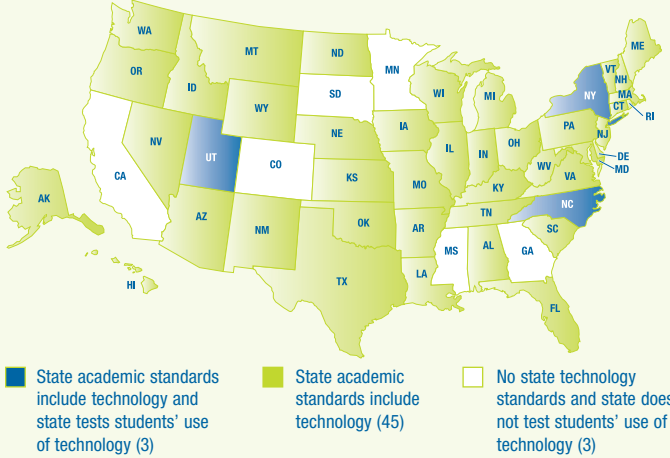 WA
MT
ND
MN
ME
OR
ID
SD
WI
MI
VT
NH
NY
MA
CT
RI
WY
NV
UT
CO
NE
IA
IL
IN
OH
PA
NJ
DE
MD
WV
VA
CA
KS
MO
KY
NC
TN
SC
AK
AZ
NM
OK
AR
MS
AL
GA
LA
TX
FL
HI
State academic standards
include technology and
state tests students’ use
of technology (3)
State academic
standards include
technology (45)
No state technology
standards and state does
not test students’ use of
technology (3)